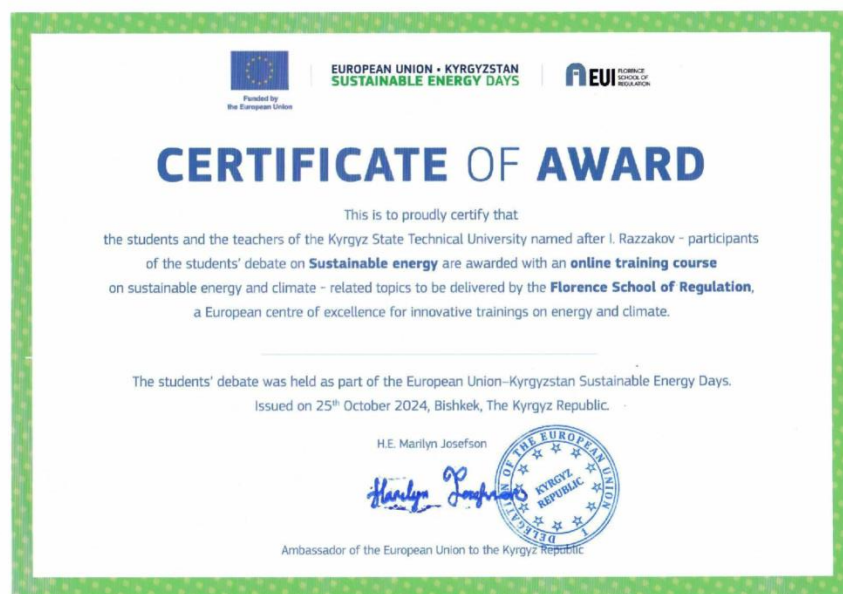 Funded by
the European Union
EUROPEAN UNION • KYRGYZSTAN
SUSTAINABLE ENERGY DAYS
EUI
FLORENCE
SCHOOL OF
REGULATION
CERTIFICATE OF AWARD
This is to proudly certify that
the students and the teachers of the Kyrgyz State Technical University named after I. Razzakov – participants
of the students' debate on Sustainable energy are awarded with an online training course
on sustainable energy and climate – related topics to be delivered by the Florence School of Regulation,
a European centre of excellence for innovative trainings on energy and climate.
The students' debate was held as part of the European Union–Kyrgyzstan Sustainable Energy Days.
Issued on 25th October 2024, Bishkek, The Kyrgyz Republic.
H.E. Marilyn Josefson
Marilyn Josefson
DELEGATION OF THE EUROPEAN UNION
1
KYRGYZ
REPUBLIC
Ambassador of the European Union to the Kyrgyz Republic